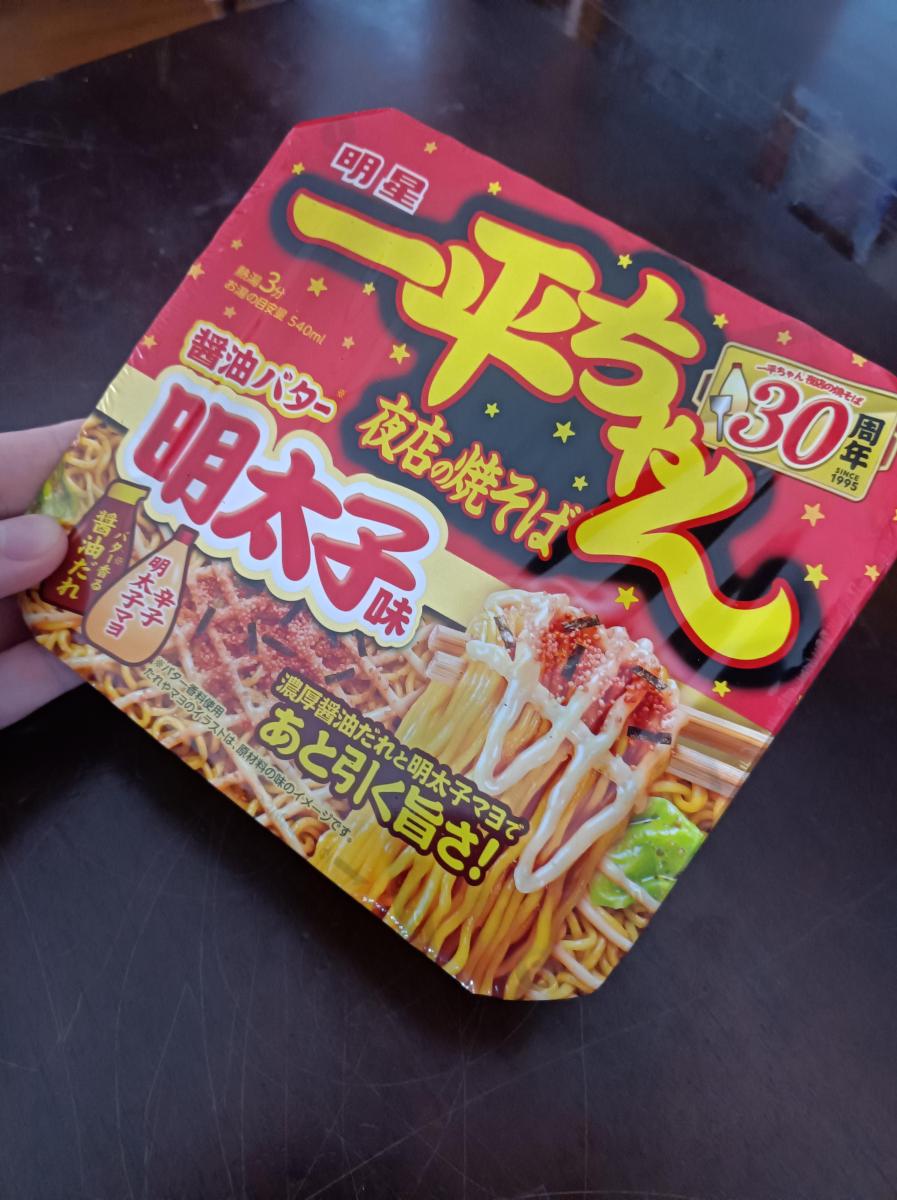 明星
一平ちゃん
夜店の焼そば
熱湯3分
お湯の目安量 540ml
一平ちゃん 夜店の焼そば
30
周年
SINCE
1995
醤油バター※
明太子味
バター※香る
醤油だれ
辛子
明太子マヨ
※バター香料使用
たれやマヨのイラストは、原材料の味のイメージです。
濃厚醤油だれと明太子マヨで
あと引く旨さ!